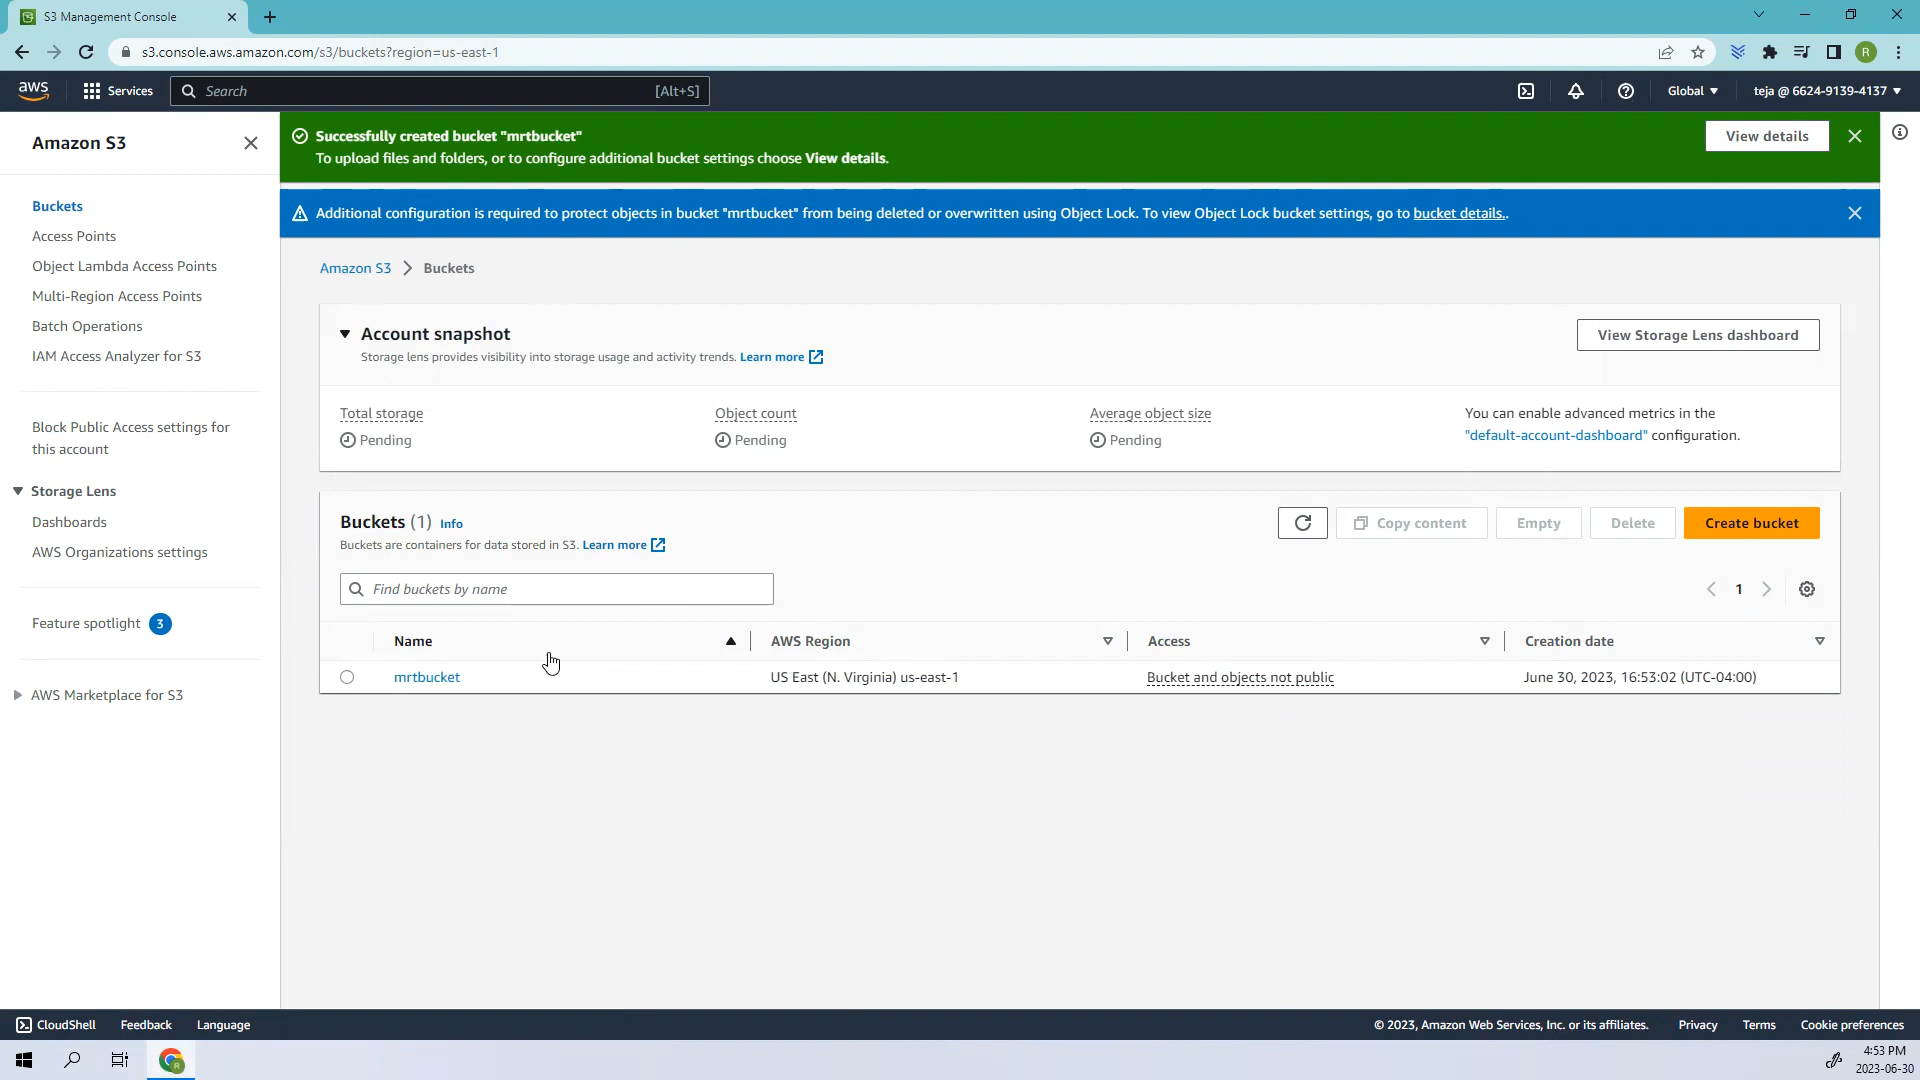 S3 Management Console
s3.console.aws.amazon.com/s3/buckets?region=us-east-1
R
aws
Services
Search
[Alt+S]
Global
teja @ 6624-9139-4137
Amazon S3
Buckets
Access Points
Object Lambda Access Points
Multi-Region Access Points
Batch Operations
IAM Access Analyzer for S3
Block Public Access settings for
this account
Storage Lens
Dashboards
AWS Organizations settings
Feature spotlight 3
AWS Marketplace for S3
Successfully created bucket "mrtbucket"
To upload files and folders, or to configure additional bucket settings choose View details.
View details
Additional configuration is required to protect objects in bucket "mrtbucket" from being deleted or overwritten using Object Lock. To view Object Lock bucket settings, go to bucket details..
Amazon S3 > Buckets
Account snapshot
Storage lens provides visibility into storage usage and activity trends. Learn more
View Storage Lens dashboard
Total storage
Pending
Object count
Pending
Average object size
Pending
You can enable advanced metrics in the
"default-account-dashboard" configuration.
Buckets (1) Info
Buckets are containers for data stored in S3. Learn more
Copy content
Empty
Delete
Create bucket
Find buckets by name
1
Name
AWS Region
Access
Creation date
mrtbucket
US East (N. Virginia) us-east-1
Bucket and objects not public
June 30, 2023, 16:53:02 (UTC-04:00)
CloudShell
Feedback
Language
© 2023, Amazon Web Services, Inc. or its affiliates.
Privacy
Terms
Cookie preferences
R
4:53 PM
2023-06-30